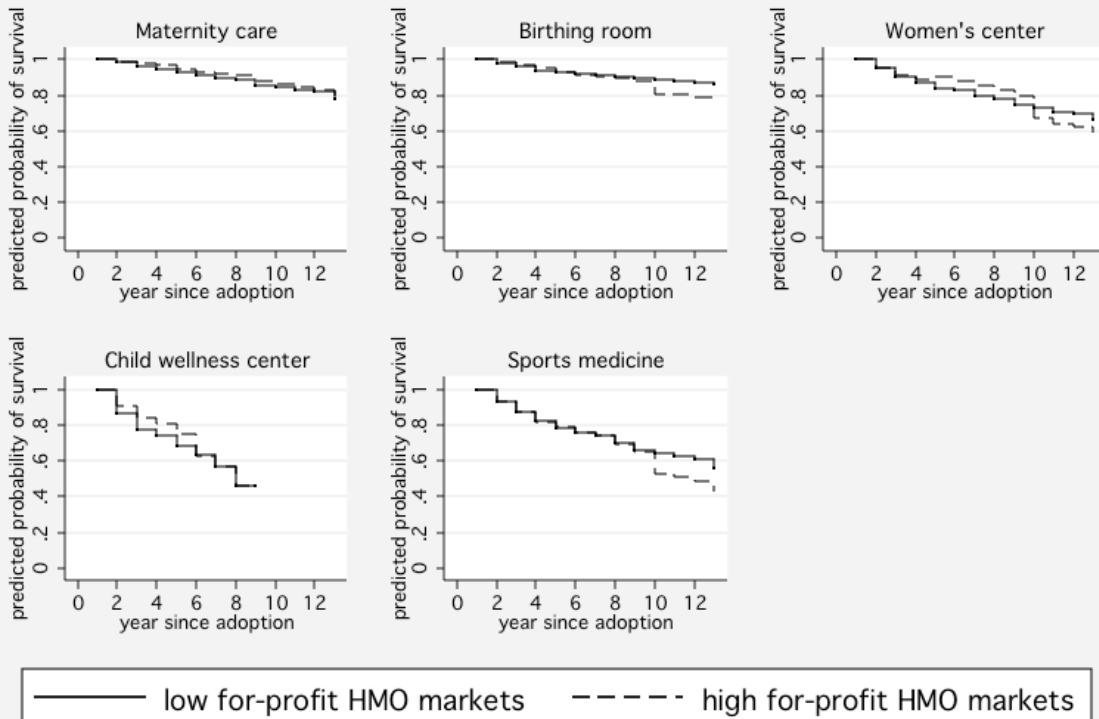 Maternity care
predicted probability of survival
1
.8
.6
.4
.2
0
0 2 4 6 8 10 12
year since adoption
Birthing room
predicted probability of survival
1
.8
.6
.4
.2
0
0 2 4 6 8 10 12
year since adoption
Women's center
predicted probability of survival
1
.8
.6
.4
.2
0
0 2 4 6 8 10 12
year since adoption
Child wellness center
predicted probability of survival
1
.8
.6
.4
.2
0
0 2 4 6 8 10 12
year since adoption
Sports medicine
predicted probability of survival
1
.8
.6
.4
.2
0
0 2 4 6 8 10 12
year since adoption
low for-profit HMO markets
high for-profit HMO markets